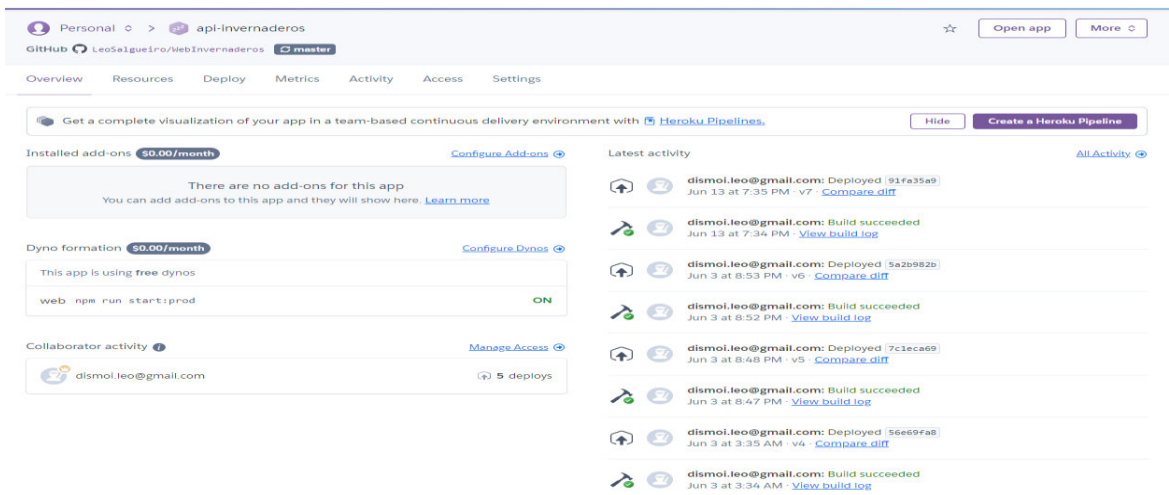 Personal > api-invernaderos
Open app
More
GitHub LeoSalgueiro/WebInvernaderos master
Overview Resources Deploy Metrics Activity Access Settings
Get a complete visualization of your app in a team-based continuous delivery environment with Heroku Pipelines.
Hide
Create a Heroku Pipeline
Installed add-ons $0.00/month Configure Add-ons
There are no add-ons for this app
You can add add-ons to this app and they will show here. Learn more
Dyno formation $0.00/month Configure Dynos
This app is using free dynos
web npm run start:prod ON
Collaborator activity Manage Access
dismoi.leo@gmail.com 5 deploys
Latest activity All Activity
dismoi.leo@gmail.com: Deployed 91fa35a9
Jun 13 at 7:35 PM · v7 · Compare diff
dismoi.leo@gmail.com: Build succeeded
Jun 13 at 7:34 PM · View build log
dismoi.leo@gmail.com: Deployed 5a2b982b
Jun 3 at 8:53 PM · v6 · Compare diff
dismoi.leo@gmail.com: Build succeeded
Jun 3 at 8:52 PM · View build log
dismoi.leo@gmail.com: Deployed 7c1eca69
Jun 3 at 8:48 PM · v5 · Compare diff
dismoi.leo@gmail.com: Build succeeded
Jun 3 at 8:47 PM · View build log
dismoi.leo@gmail.com: Deployed 56e69fa8
Jun 3 at 3:35 AM · v4 · Compare diff
dismoi.leo@gmail.com: Build succeeded
Jun 3 at 3:34 AM · View build log